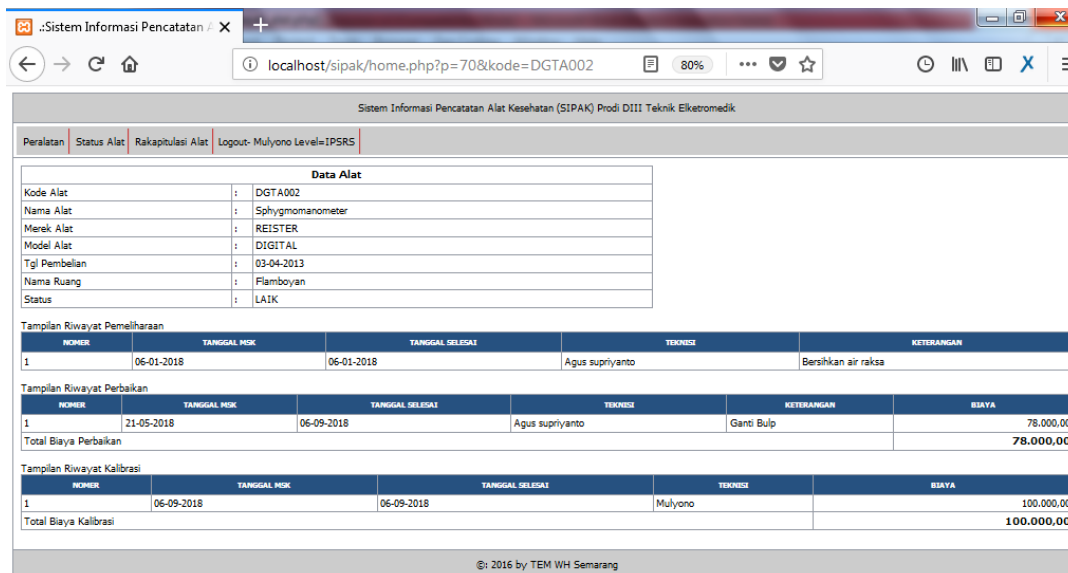 .:Sistem Informasi Pencatatan A
localhost/sipak/home.php?p=70&kode=DGTA002 80%
Sistem Informasi Pencatatan Alat Kesehatan (SIPAK) Prodi DIII Teknik Elketromedik
Peralatan Status Alat Rakapitulasi Alat Logout- Mulyono Level=IPSRS
Data Alat
Kode Alat : DGTA002
Nama Alat : Sphygmomanometer
Merek Alat : REISTER
Model Alat : DIGITAL
Tgl Pembelian : 03-04-2013
Nama Ruang : Flamboyan
Status : LAIK
Tampilan Riwayat Pemeliharaan
NOMER TANGGAL MSK TANGGAL SELESAI TEKNISI KETERANGAN
1 06-01-2018 06-01-2018 Agus supriyanto Bersihkan air raksa
Tampilan Riwayat Perbaikan
NOMER TANGGAL MSK TANGGAL SELESAI TEKNISI KETERANGAN BIAYA
1 21-05-2018 06-09-2018 Agus supriyanto Ganti Bulp 78.000,00
Total Biaya Perbaikan 78.000,00
Tampilan Riwayat Kalibrasi
NOMER TANGGAL MSK TANGGAL SELESAI TEKNISI BIAYA
1 06-09-2018 06-09-2018 Mulyono 100.000,00
Total Biaya Kalibrasi 100.000,00
©: 2016 by TEM WH Semarang